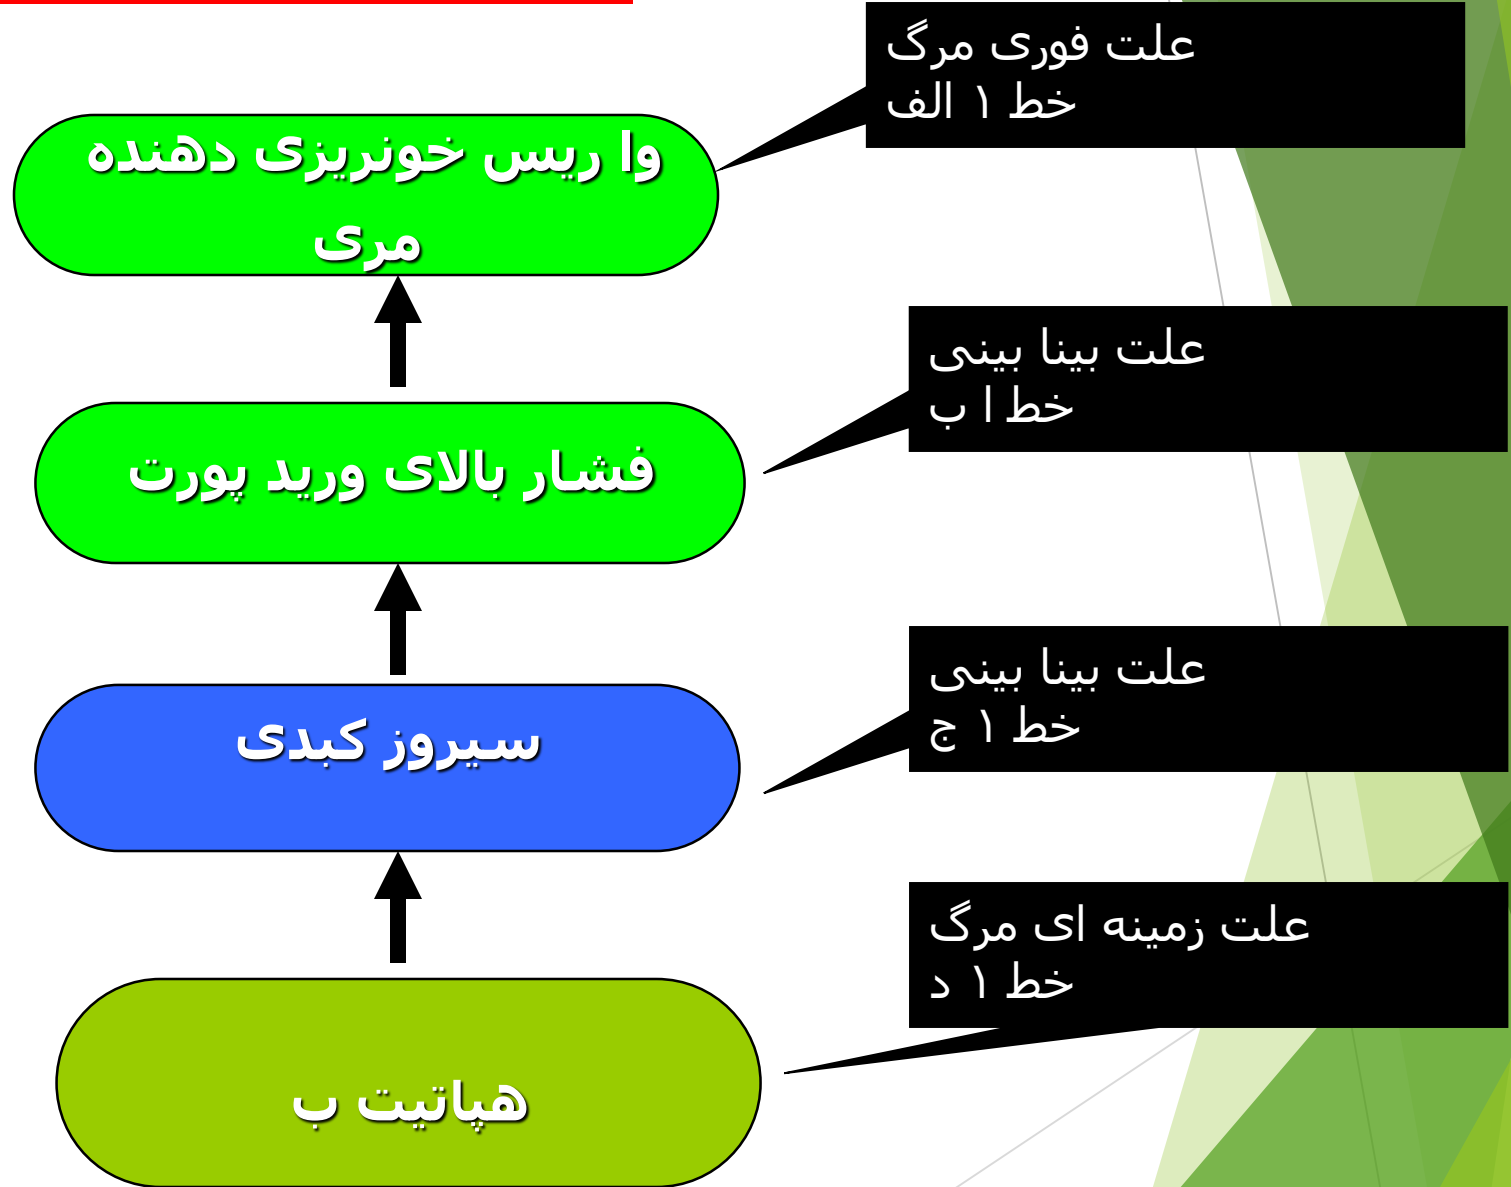 علت فوری مرگ
خط ۱ الف
وا ریس خونریزی دهنده
مری
علت بینا بینی
خط ا ب
فشار بالای ورید پورت
علت بینا بینی
خط ۱ ج
سیروز کبدی
علت زمینه ای مرگ
خط ۱ د
هپاتیت ب